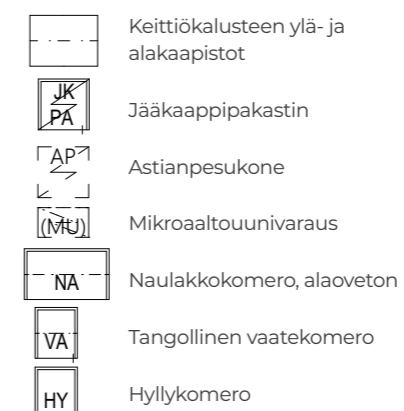 Keittiökalusteen ylä- ja
alakaapistot
JK
PA
Jääkaappipakastin
AP
Astianpesukone
(MU)
Mikroaaltouunivaraus
NA
Naulakkokomero, alaoveton
VA
Tangollinen vaatekomero
HY
Hyllykomero